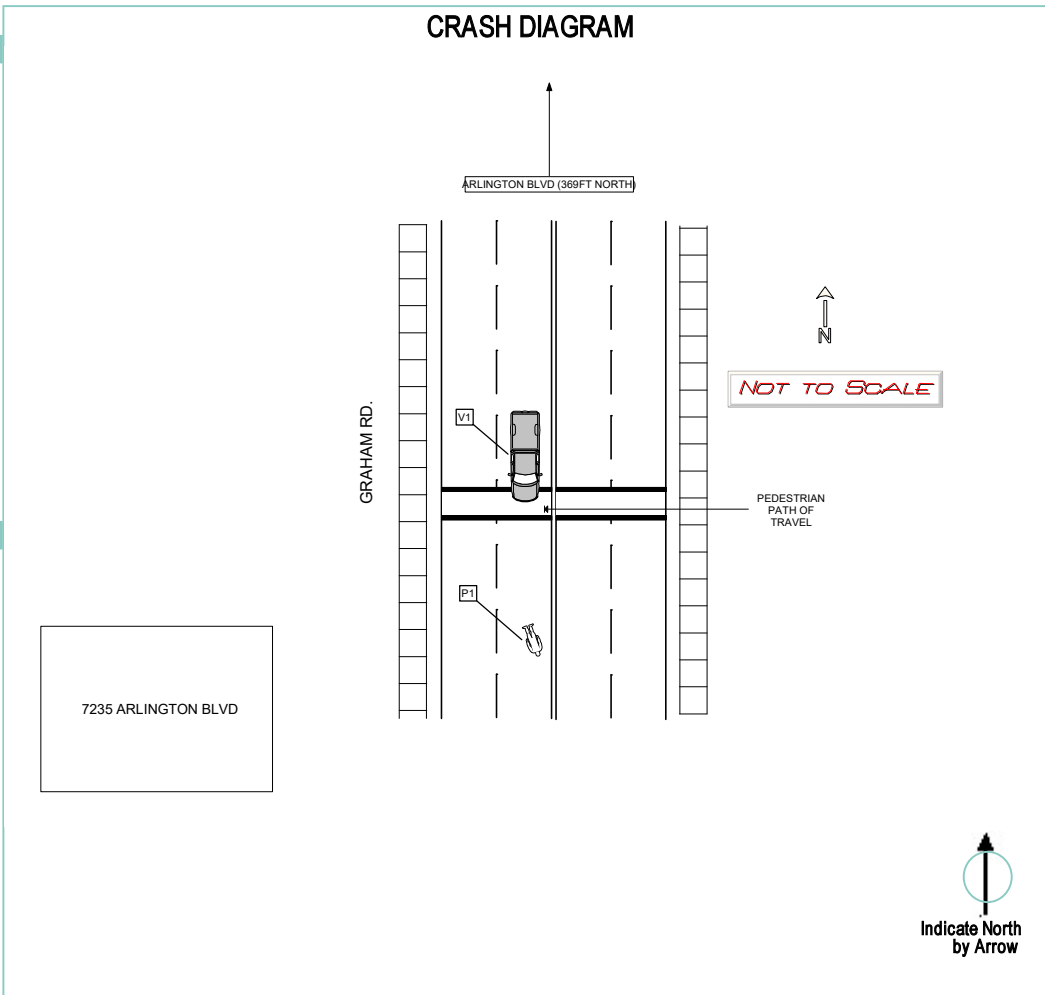 CRASH DIAGRAM
ARLINGTON BLVD (369FT NORTH)
N
NOT TO SCALE
GRAHAM RD.
V1
PEDESTRIAN
PATH OF
TRAVEL
P1
7235 ARLINGTON BLVD
Indicate North
by Arrow